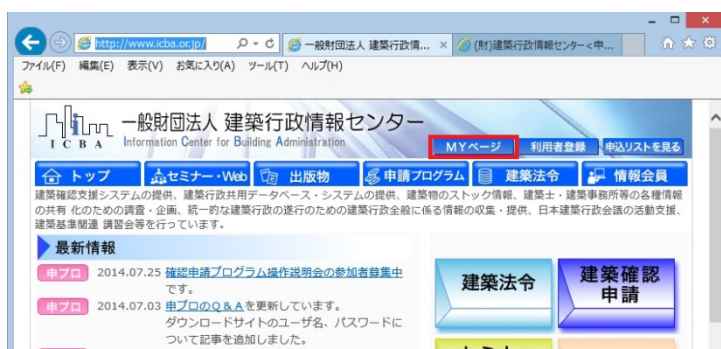 http://www.icba.or.jp/
一般財団法人 建築行政情...
(財)建築行政情報センター<申...
ファイル(F) 編集(E) 表示(V) お気に入り(A) ツール(T) ヘルプ(H)
一般財団法人 建築行政情報センター
ICBA Information Center for Building Administration
MYページ 利用者登録 申込リストを見る
トップ セミナー・Web 出版物 申請プログラム 建築法令 情報会員
建築確認支援システムの提供、建築行政共用データベース・システムの提供、建築物のストック情報、建築士・建築事務所等の各種情報
の共有 化のための調査・企画、統一的な建築行政の遂行のための建築行政全般に係る情報の収集・提供、日本建築行政会議の活動支援、
建築基準関連 講習会等を行っています。
最新情報
申プロ 2014.07.25 確認申請プログラム操作説明会の参加者募集中
です。
申プロ 2014.07.03 申プロのQ&Aを更新しています。
ダウンロードサイトのユーザ名、パスワードに
ついて記事を追加しました。
建築法令
建築確認
申請